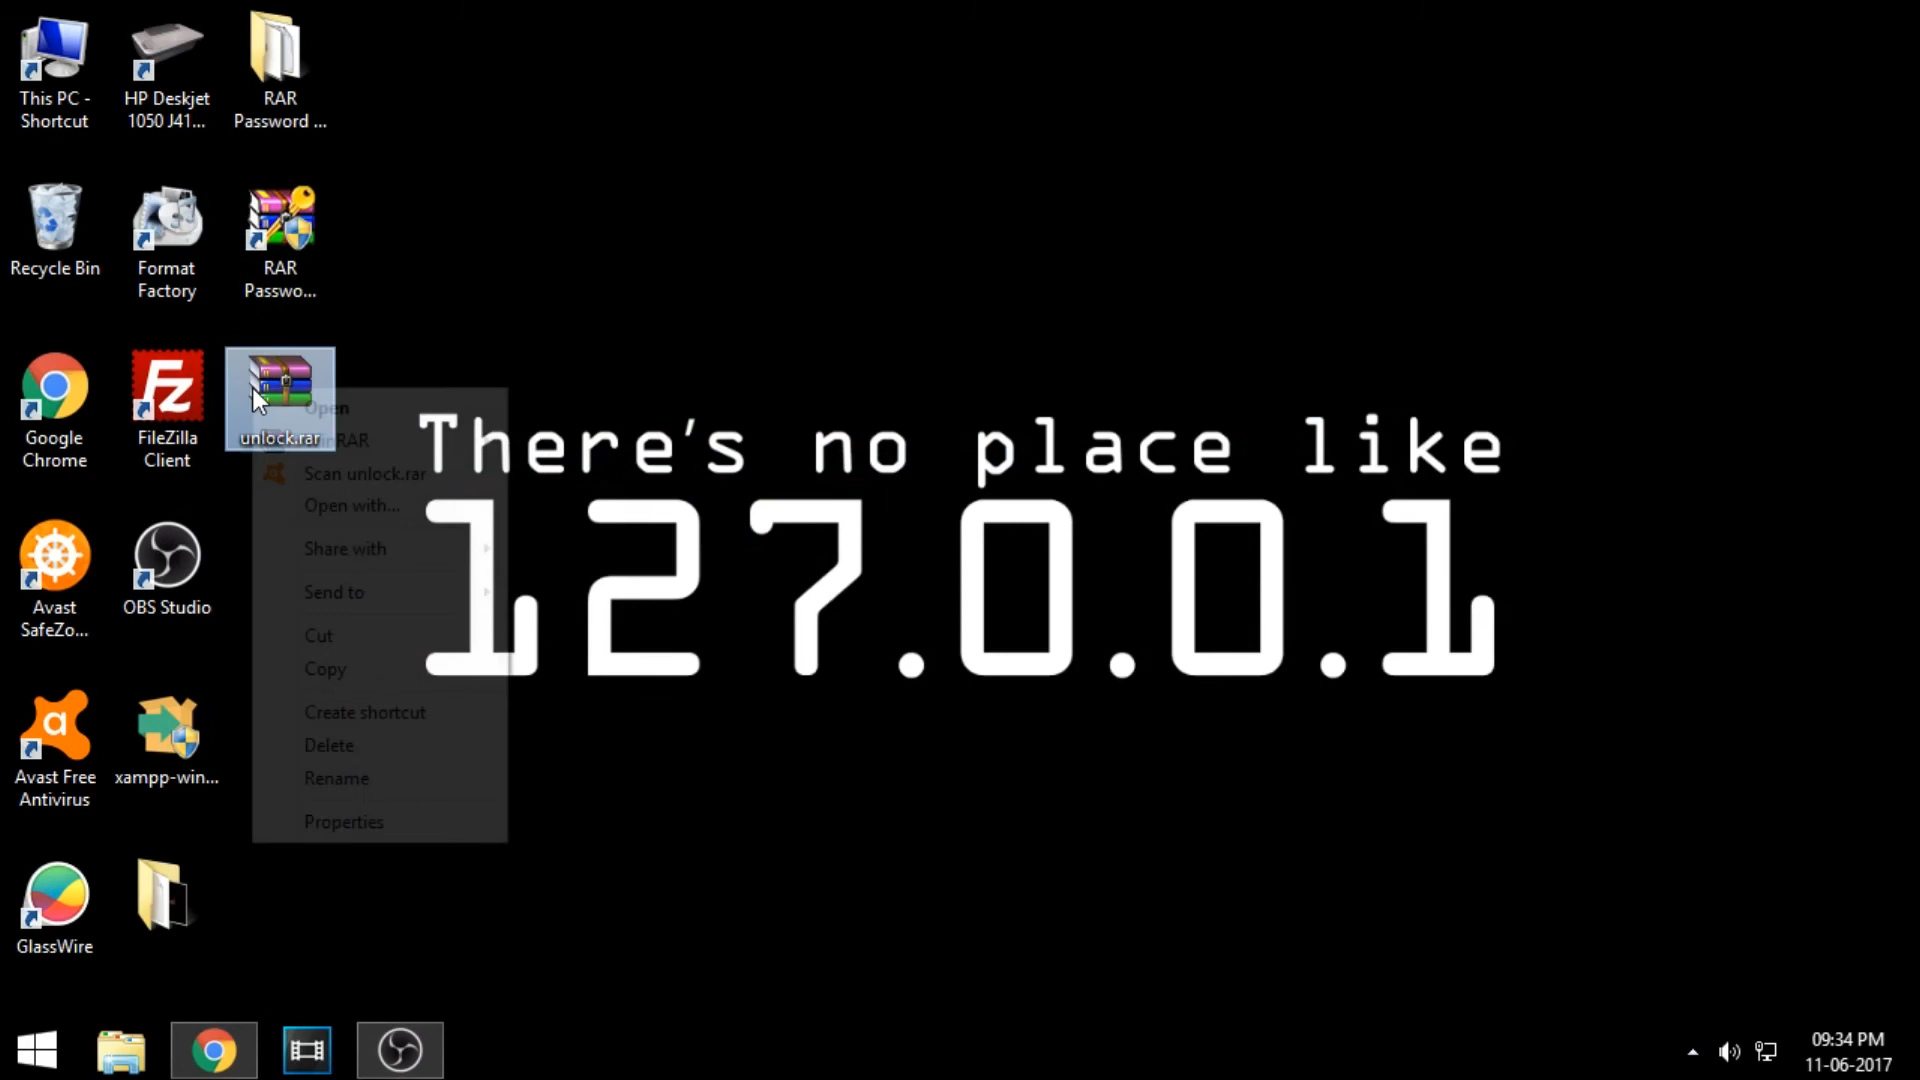 This PC -
Shortcut
HP Deskjet
1050 J41...
RAR
Password ...
Recycle Bin
Format
Factory
RAR
Passwo...
Google
Chrome
Fz
FileZilla
Client
unlock.rar
Open
WinRAR
Scan unlock.rar
Open with...
Share with
Send to
Cut
Copy
Create shortcut
Delete
Rename
Properties
There's no place like
127.0.0.1
Avast
SafeZo...
OBS Studio
a
Avast Free
Antivirus
xampp-win...
GlassWire
09:34 PM
11-06-2017